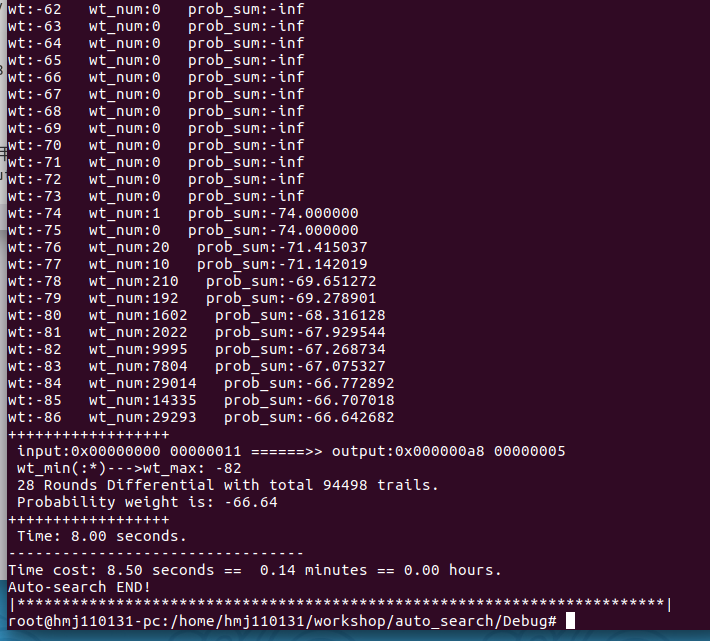 wt:-62   wt_num:0   prob_sum:-inf
wt:-63   wt_num:0   prob_sum:-inf
wt:-64   wt_num:0   prob_sum:-inf
wt:-65   wt_num:0   prob_sum:-inf
wt:-66   wt_num:0   prob_sum:-inf
wt:-67   wt_num:0   prob_sum:-inf
wt:-68   wt_num:0   prob_sum:-inf
wt:-69   wt_num:0   prob_sum:-inf
wt:-70   wt_num:0   prob_sum:-inf
wt:-71   wt_num:0   prob_sum:-inf
wt:-72   wt_num:0   prob_sum:-inf
wt:-73   wt_num:0   prob_sum:-inf
wt:-74   wt_num:1   prob_sum:-74.000000
wt:-75   wt_num:0   prob_sum:-74.000000
wt:-76   wt_num:20   prob_sum:-71.415037
wt:-77   wt_num:10   prob_sum:-71.142019
wt:-78   wt_num:210   prob_sum:-69.651272
wt:-79   wt_num:192   prob_sum:-69.278901
wt:-80   wt_num:1602   prob_sum:-68.316128
wt:-81   wt_num:2022   prob_sum:-67.929544
wt:-82   wt_num:9995   prob_sum:-67.268734
wt:-83   wt_num:7804   prob_sum:-67.075327
wt:-84   wt_num:29014   prob_sum:-66.772892
wt:-85   wt_num:14335   prob_sum:-66.707018
wt:-86   wt_num:29293   prob_sum:-66.642682
++++++++++++++++++
input:0x00000000 00000011 ======>> output:0x000000a8 00000005
wt_min(:*)--->wt_max: -82
28 Rounds Differential with total 94498 trails.
Probability weight is: -66.64
++++++++++++++++++
Time: 8.00 seconds.
---------------------------------
Time cost: 8.50 seconds ==  0.14 minutes == 0.00 hours.
Auto-search END!
|************************************************************************|
root@hmj110131-pc:/home/hmj110131/workshop/auto_search/Debug#